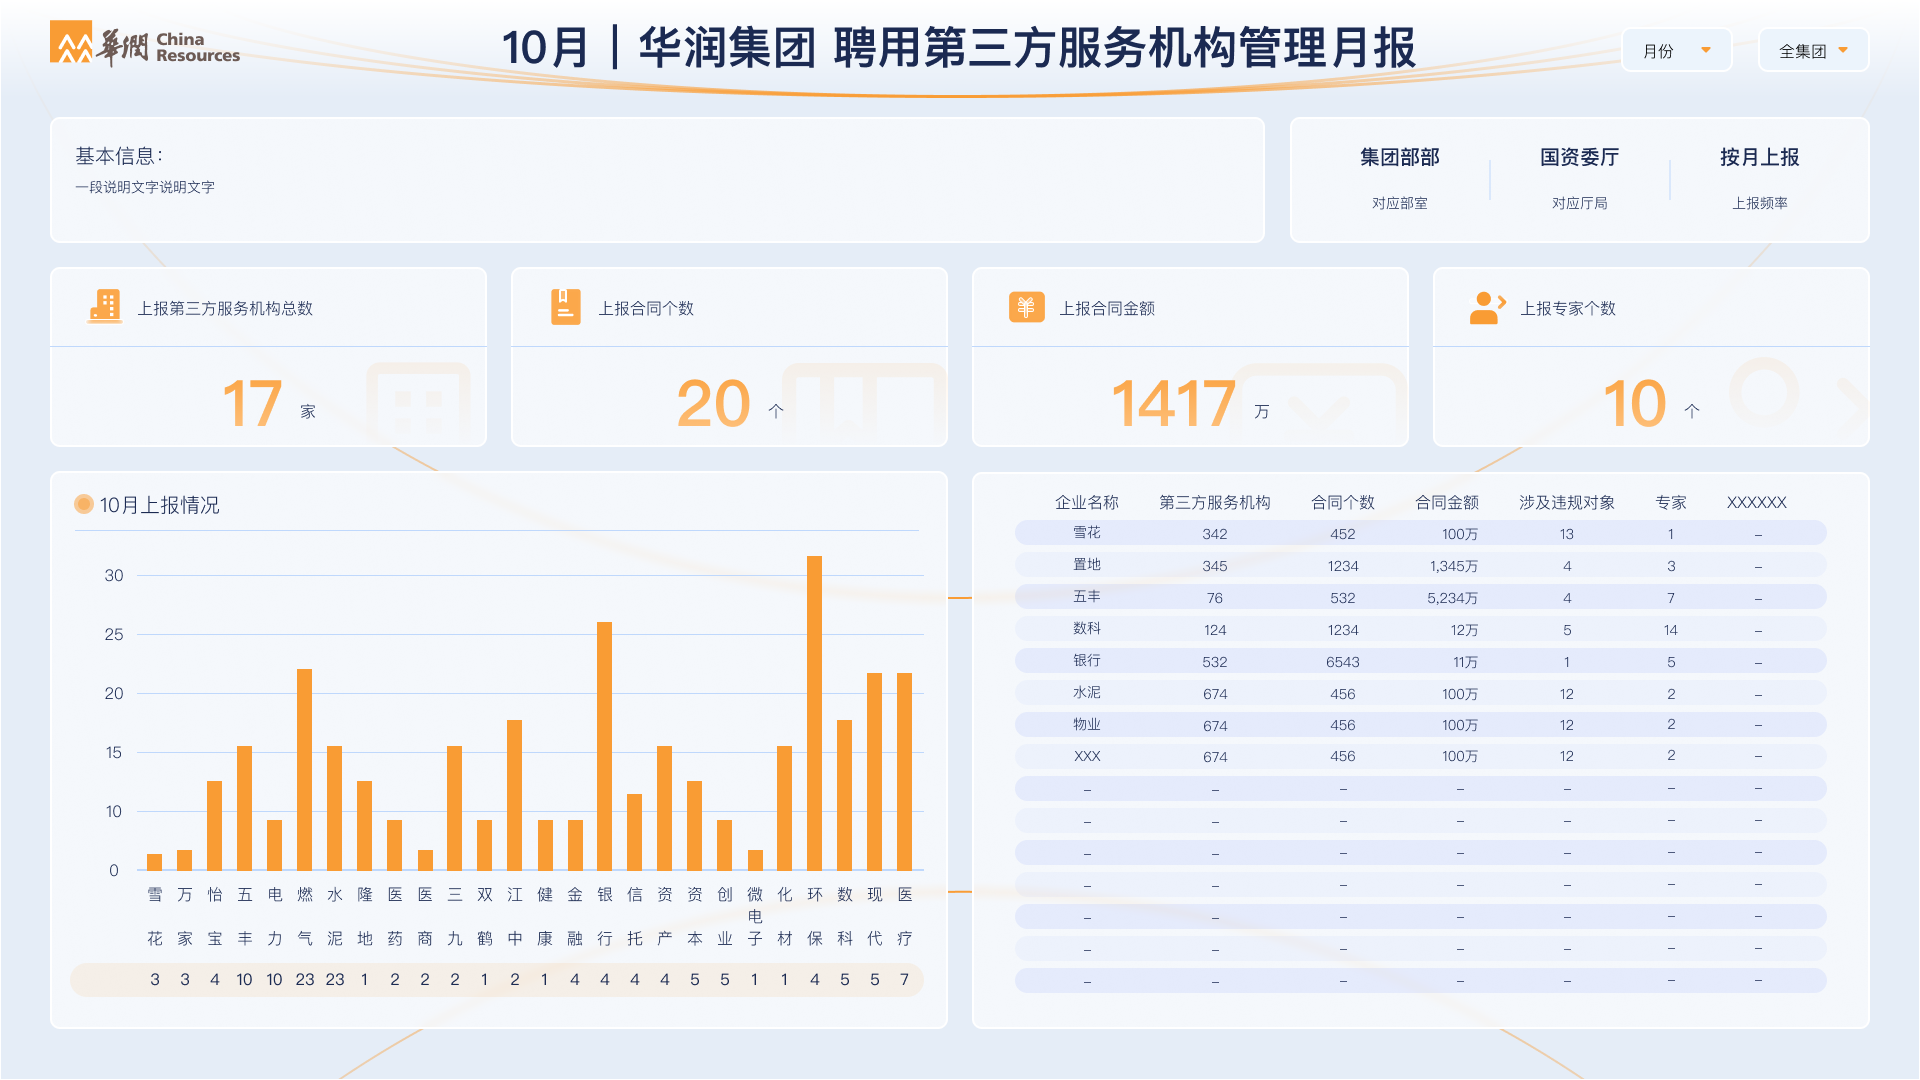 華潤 China Resources
10月｜华润集团 聘用第三方服务机构管理月报
月份
全集团
基本信息：
一段说明文字说明文字
集团部部 国资委厅 按月上报
对应部室 对应厅局 上报频率
上报第三方服务机构总数
17 家
上报合同个数
20 个
上报合同金额
1417 万
上报专家个数
10 个
10月上报情况
30
25
20
15
10
0
雪花 万家 怡宝 五丰 电力 燃气 水泥 隆地 医药 医商 三九 双鹤 江中 健康 金融 银行 信托 资产 资本 创业 微电子 化材 环保 数科 现代 医疗
3 3 4 10 10 23 23 1 2 2 2 1 2 1 4 4 4 4 5 5 1 1 4 5 5 7
企业名称 第三方服务机构 合同个数 合同金额 涉及违规对象 专家 XXXXXX
雪花 342 452 100万 13 1 –
置地 345 1234 1,345万 4 3 –
五丰 76 532 5,234万 4 7 –
数科 124 1234 12万 5 14 –
银行 532 6543 11万 1 5 –
水泥 674 456 100万 12 2 –
物业 674 456 100万 12 2 –
XXX 674 456 100万 12 2 –
– – – – – – –
– – – – – – –
– – – – – – –
– – – – – – –
– – – – – – –
– – – – – – –
– – – – – – –